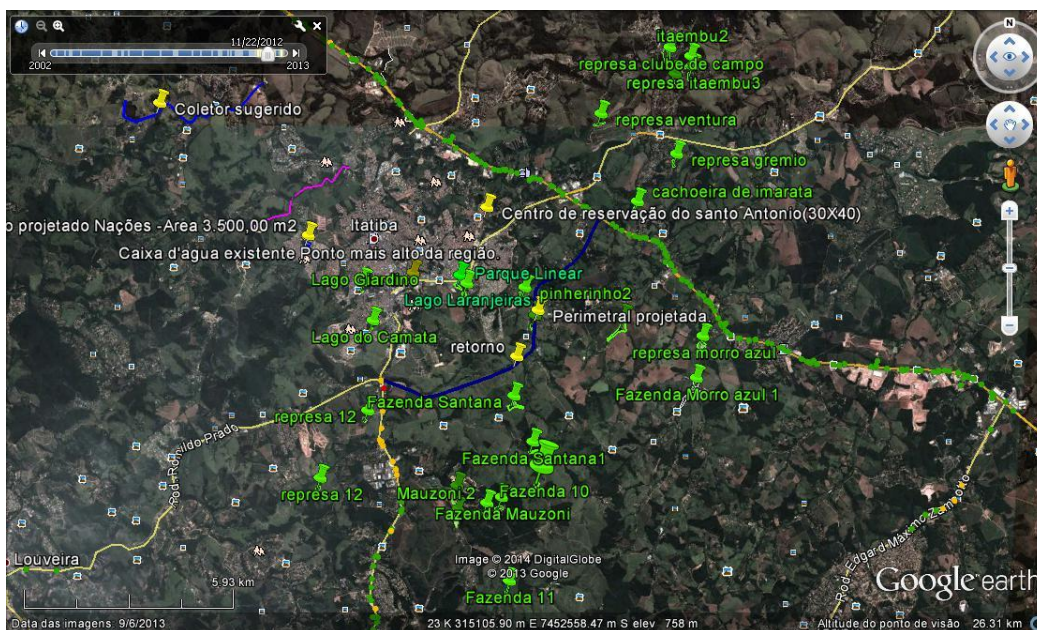 11/22/2012
2002
2013
N
itaembu2
represa clube de campo
represa itaembu3
Coletor sugerido
represa ventura
represa gremio
cachoeira de imarata
Centro de reservação do santo Antonio(30X40)
o projetado Nações -Area 3.500,00 m2
Itatiba
Caixa d'agua existente Ponto mais alto da região.
Lago Giardino
Parque Linear
Lago Laranjeiras
pinherinho2
Perimetral projetada.
Lago do Camata
retorno
represa morro azul
Fazenda Santana
Fazenda Morro azul 1
represa 12
Rod. Romildo Prado
Fazenda Santana1
represa 12
Mauzoni 2
Fazenda 10
Fazenda Mauzoni
Louveira
Image © 2014 DigitalGlobe
© 2013 Google
5.93 km
Fazenda 11
Google earth
Data das imagens: 9/6/2013
23 K 315105.90 m E 7452558.47 m S elev 758 m
Altitude do ponto de visão 26.31 km